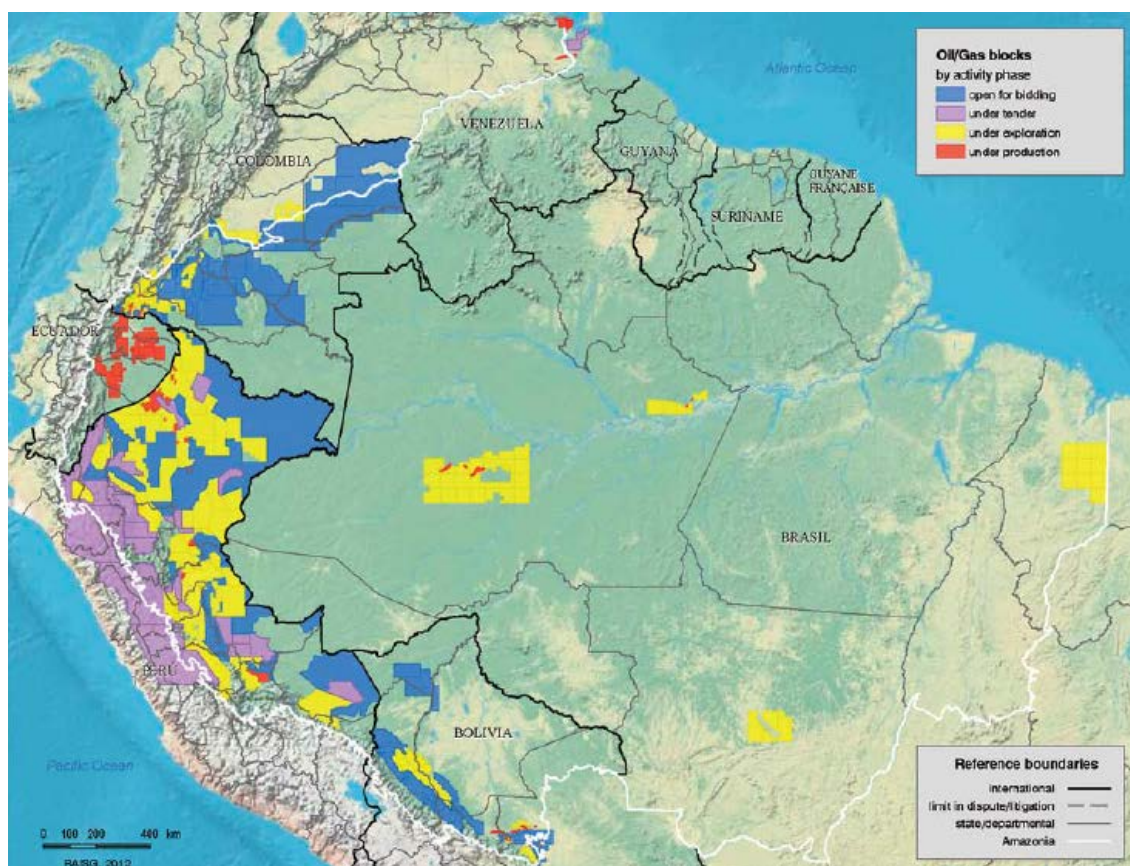 Oil/Gas blocks
by activity phase
open for bidding
under tender
under exploration
under production
Atlantic Ocean
VENEZUELA
COLOMBIA
GUYANA
GUYANE
FRANÇAISE
SURINAME
ECUADOR
BRASIL
PERÚ
BOLIVIA
Pacific Ocean
0 100 200 400 km
RAISG, 2012
Reference boundaries
international
limit in dispute/litigation
state/departmental
Amazonia